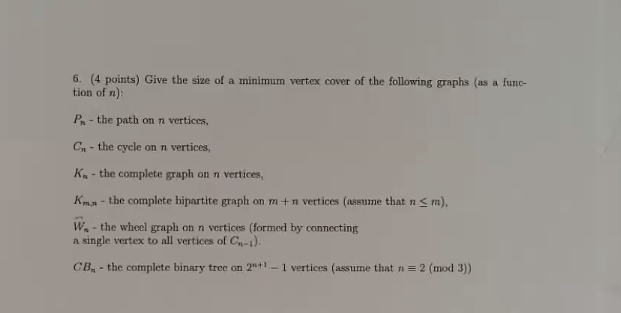 6. (4 points) Give the size of a minimum vertex cover of the following graphs (as a func-
tion of n):
Pₙ - the path on n vertices,
Cₙ - the cycle on n vertices,
Kₙ - the complete graph on n vertices,
Kₘ,ₙ - the complete bipartite graph on m + n vertices (assume that n ≤ m),
Wₙ - the wheel graph on n vertices (formed by connecting
a single vertex to all vertices of Cₙ₋₁).
CBₙ - the complete binary tree on 2ⁿ⁺¹ − 1 vertices (assume that n ≡ 2 (mod 3))